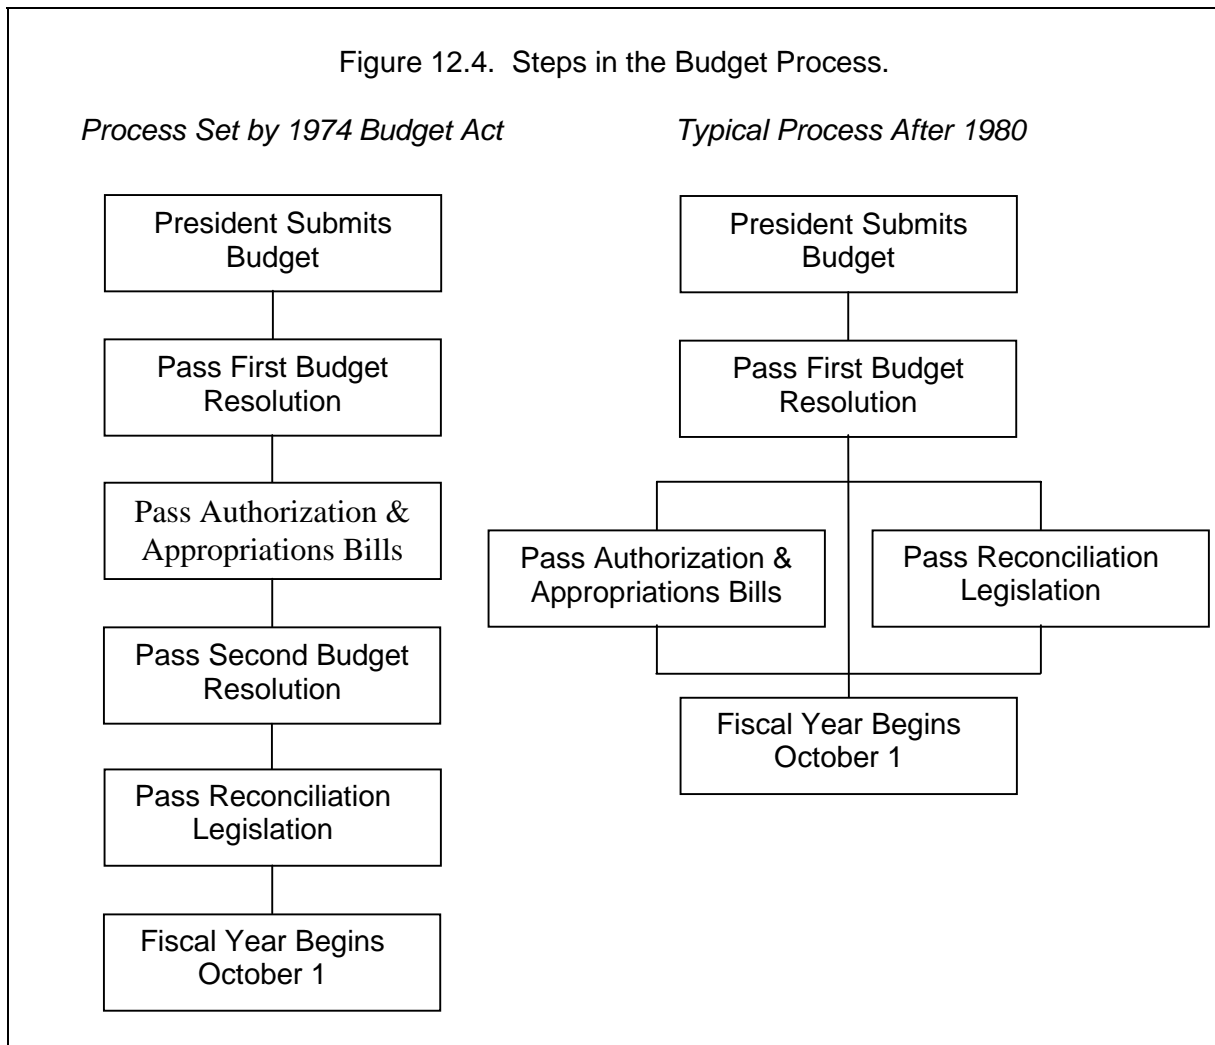 Figure 12.4. Steps in the Budget Process.
Process Set by 1974 Budget Act
President Submits
Budget
Pass First Budget
Resolution
Pass Authorization &
Appropriations Bills
Pass Second Budget
Resolution
Pass Reconciliation
Legislation
Fiscal Year Begins
October 1
Typical Process After 1980
President Submits
Budget
Pass First Budget
Resolution
Pass Authorization &
Appropriations Bills
Pass Reconciliation
Legislation
Fiscal Year Begins
October 1